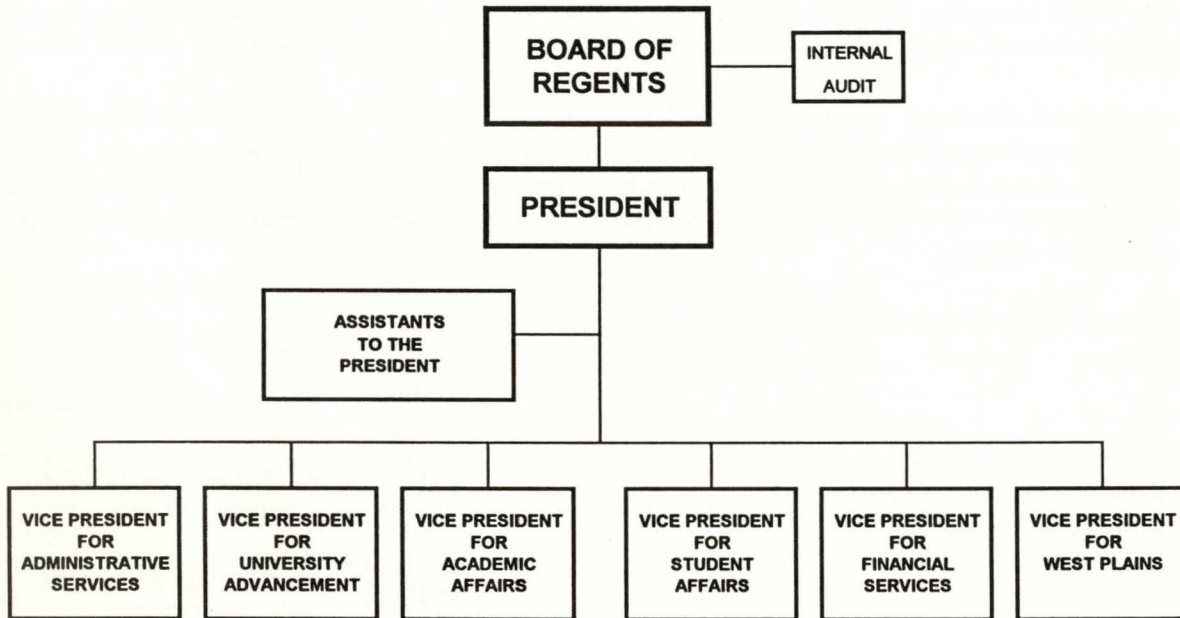 BOARD OF
REGENTS
INTERNAL
AUDIT
PRESIDENT
ASSISTANTS
TO THE
PRESIDENT
VICE PRESIDENT
FOR
ADMINISTRATIVE
SERVICES
VICE PRESIDENT
FOR
UNIVERSITY
ADVANCEMENT
VICE PRESIDENT
FOR
ACADEMIC
AFFAIRS
VICE PRESIDENT
FOR
STUDENT
AFFAIRS
VICE PRESIDENT
FOR
FINANCIAL
SERVICES
VICE PRESIDENT
FOR
WEST PLAINS